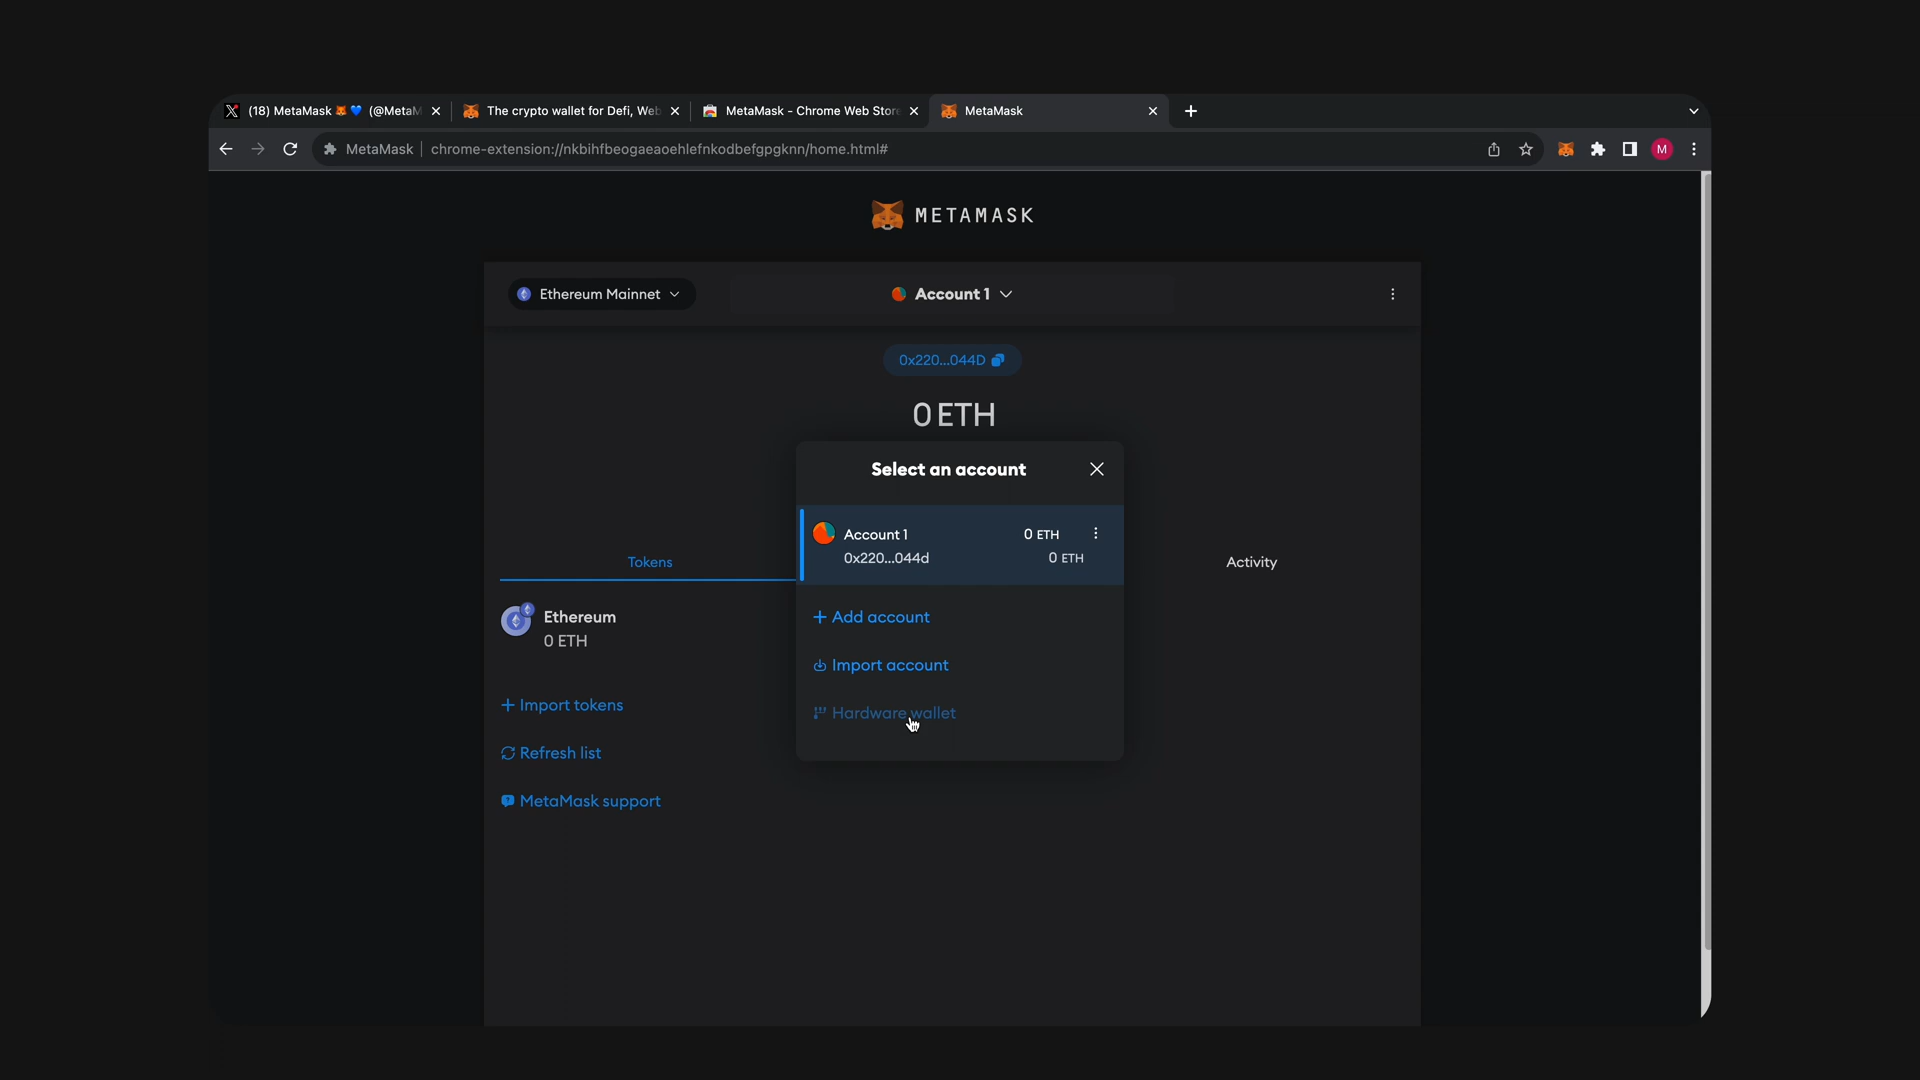 (18) MetaMask 🦊💙 (@MetaM
The crypto wallet for Defi, Web
MetaMask - Chrome Web Store
MetaMask
MetaMask | chrome-extension://nkbihfbeogaeaoehlefnkodbefgpgknn/home.html#
M
METAMASK
Ethereum Mainnet
Account 1
0x220...044D
0 ETH
Select an account
Account 1
0 ETH
0x220...044d
0 ETH
Tokens
Activity
Ethereum
0 ETH
+ Add account
Import account
Hardware wallet
+ Import tokens
Refresh list
MetaMask support